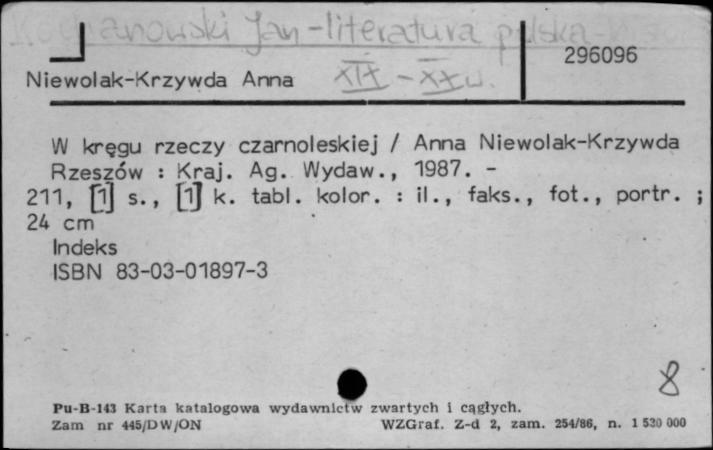 Kochanowski Jan - literatura polska
296096
Niewolak-Krzywda Anna XIX - XX w.
W kręgu rzeczy czarnoleskiej / Anna Niewolak-Krzywda
Rzeszów : Kraj. Ag. Wydaw., 1987. -
211, [1] s., [1] k. tabl. kolor. : il., faks., fot., portr. ;
24 cm
Indeks
ISBN 83-03-01897-3
8
Pu-B-143 Karta katalogowa wydawnictw zwartych i cągłych.
Zam nr 445/DW/ON WZGraf. Z-d 2, zam. 254/86, n. 1 520 000